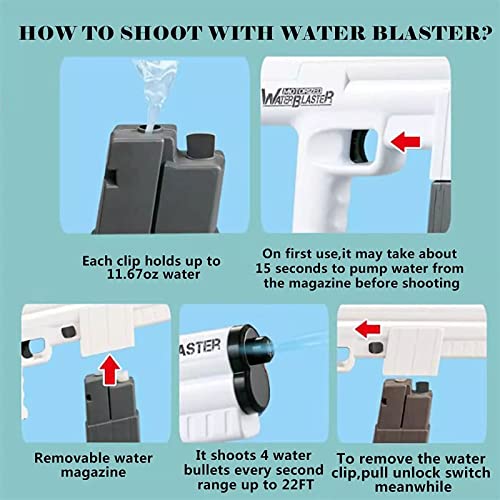 HOW TO SHOOT WITH WATER BLASTER?
MOTORIZED
WATER BLASTER
Each clip holds up to
11.67oz water
On first use,it may take about
15 seconds to pump water from
the magazine before shooting
BLASTER
Removable water
magazine
It shoots 4 water
bullets every second
range up to 22FT
To remove the water
clip,pull unlock switch
meanwhile